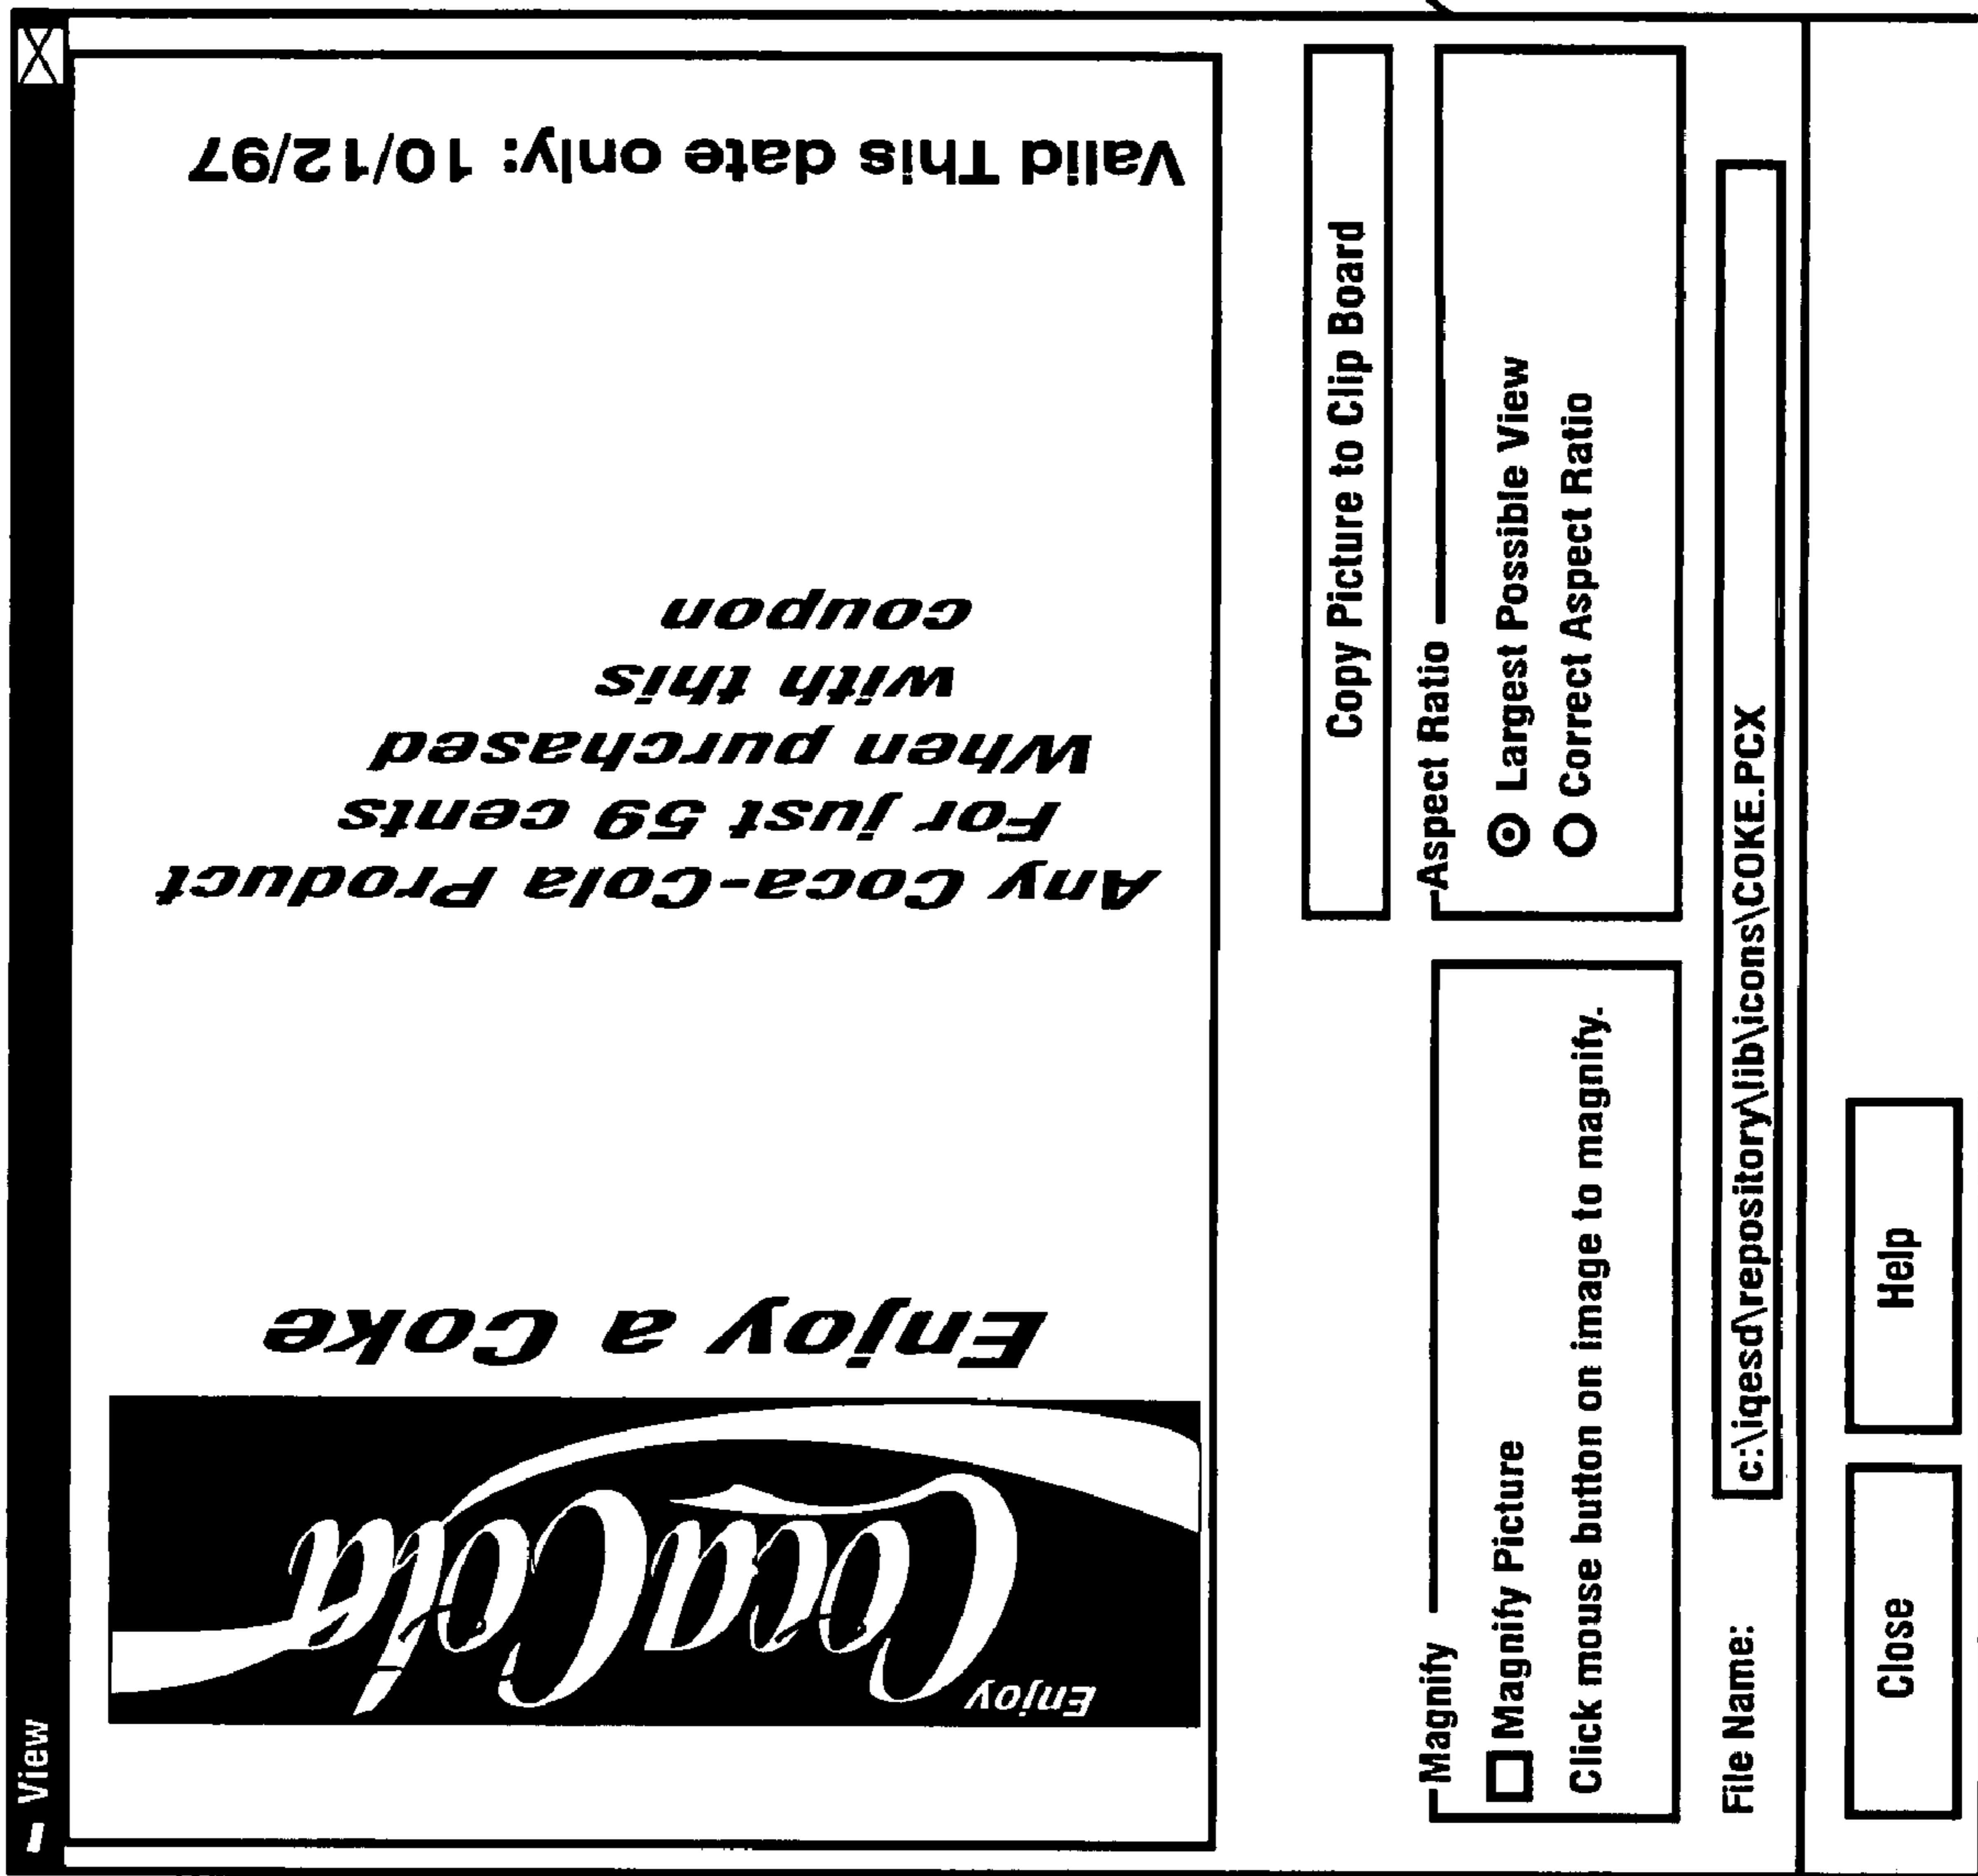 View
Enjoy
Coca-Cola
Enjoy a Coke
Any Coca-Cola Product
For just 59 cents
When purchased
with this
coupon
Valid This date only: 10/12/97
Copy Picture to Clip Board
Magnify
Magnify Picture
Click mouse button on image to magnify.
Aspect Ratio
Largest Possible View
Correct Aspect Ratio
File Name:
c:\iqesd\repository\lib\icons\COKE.PCX
Close
Help